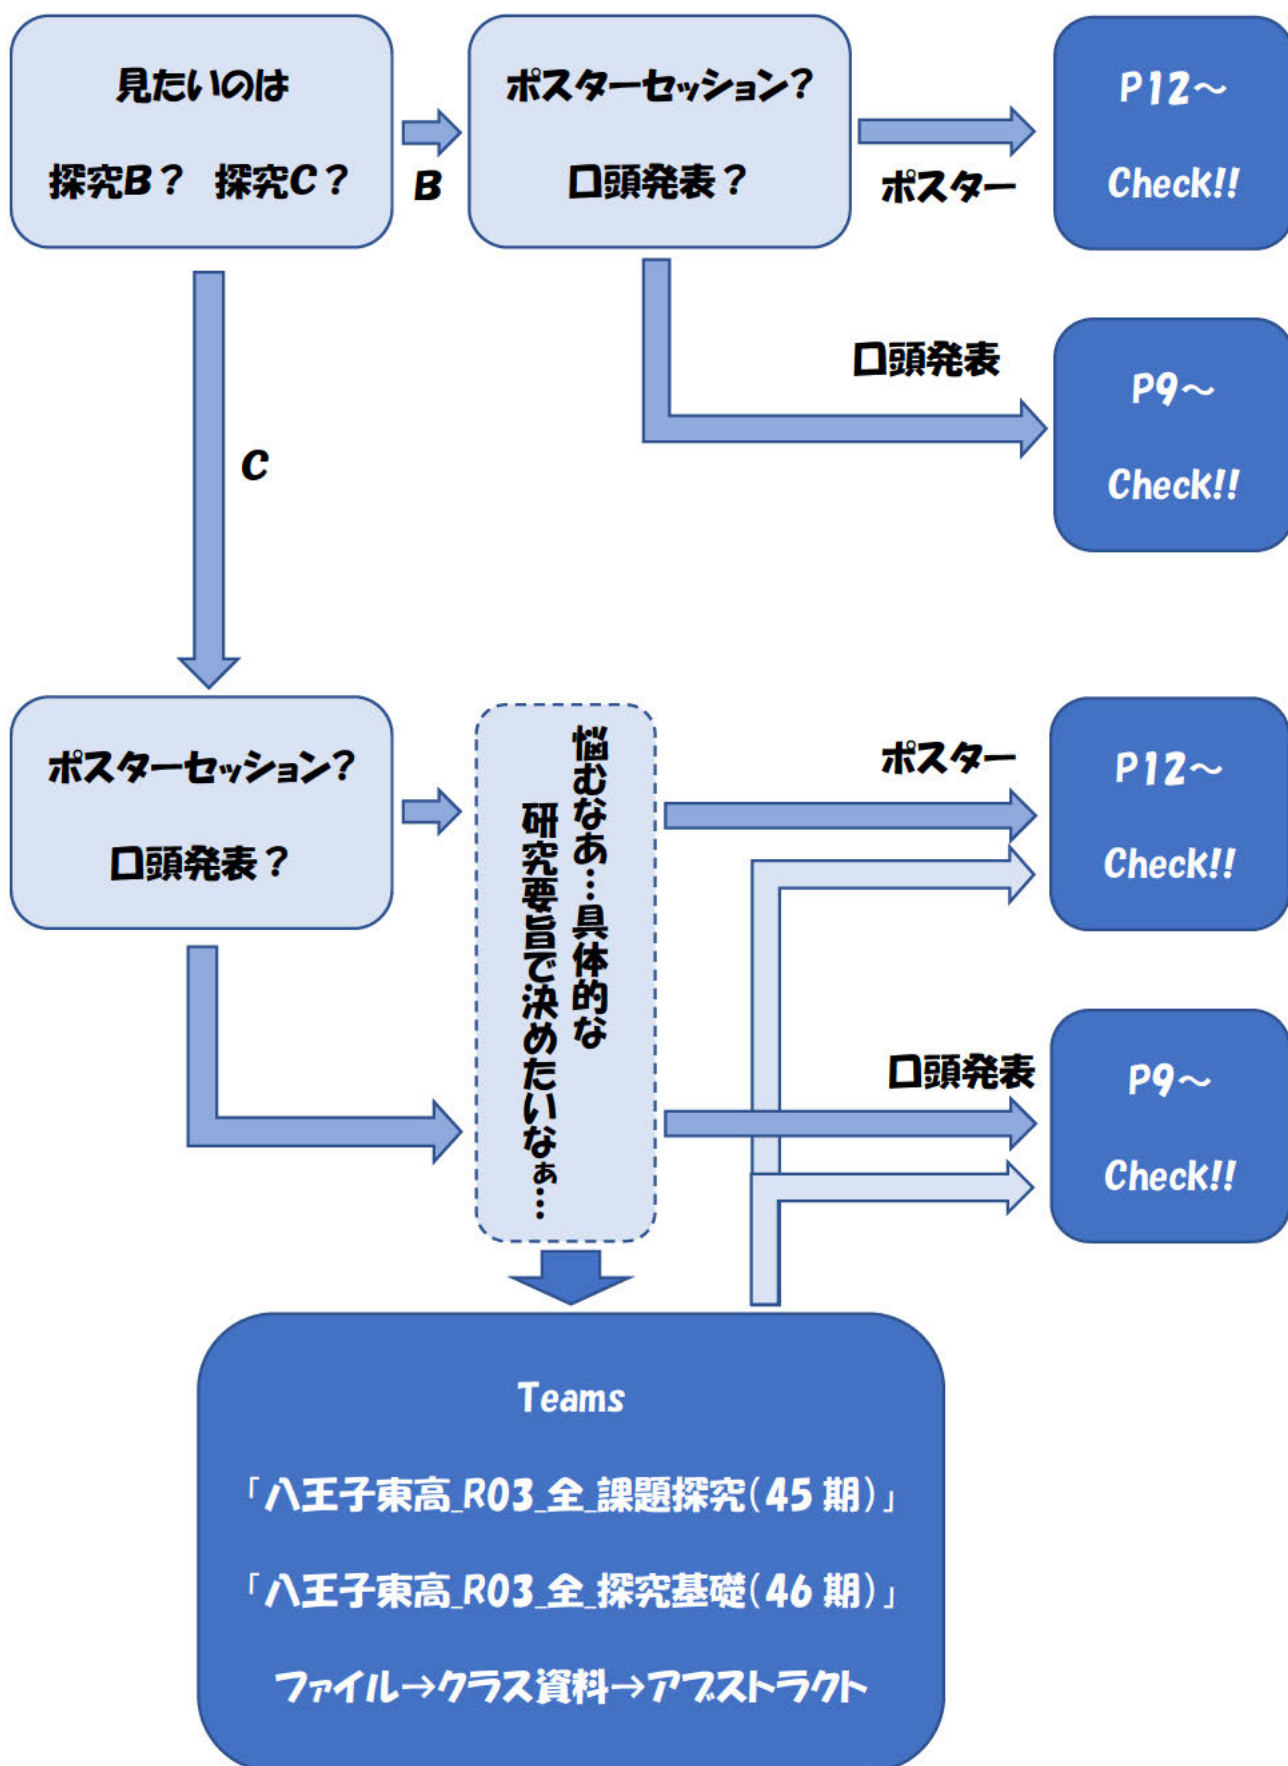 見たいのは
探究B？ 探究C？
B
ポスターセッション？
口頭発表？
ポスター
P12～
Check!!
口頭発表
P9～
Check!!
C
ポスターセッション？
口頭発表？
悩むなあ…具体的な
研究要旨で決めたいなぁ…
ポスター
P12～
Check!!
口頭発表
P9～
Check!!
Teams
「八王子東高_R03_全_課題探究（45期）」
「八王子東高_R03_全_探究基礎（46期）」
ファイル→クラス資料→アブストラクト